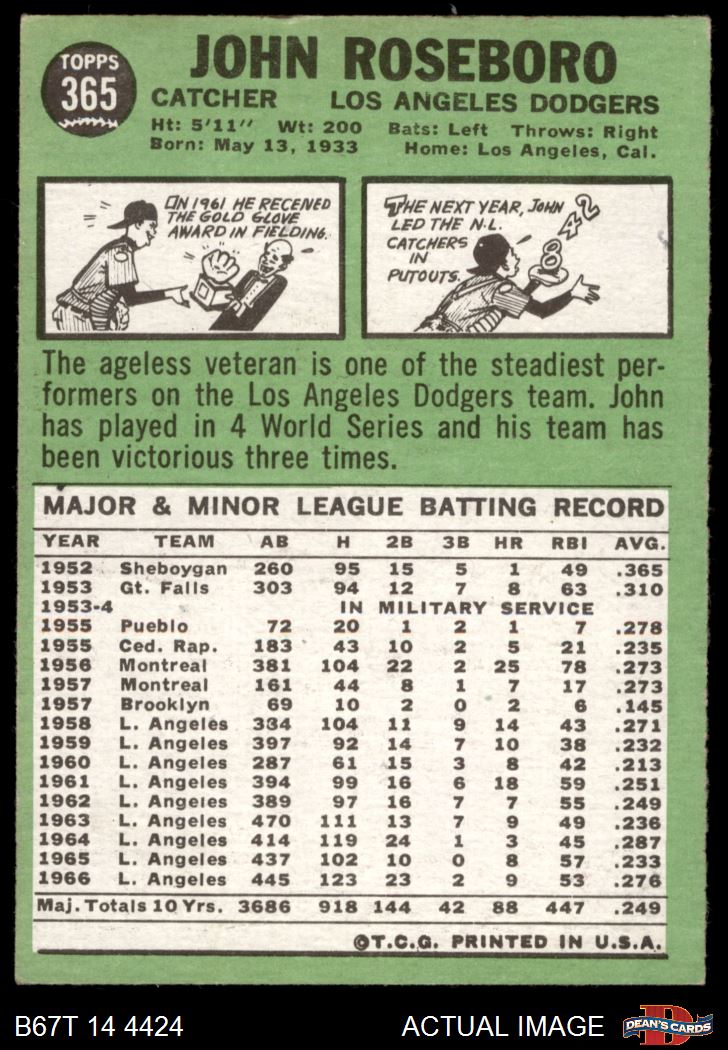 TOPPS
365
JOHN ROSEBORO
CATCHER LOS ANGELES DODGERS
Ht: 5'11" Wt: 200 Bats: Left Throws: Right
Born: May 13, 1933 Home: Los Angeles, Cal.
IN 1961 HE RECEIVED
THE GOLD GLOVE
AWARD IN FIELDING.
THE NEXT YEAR, JOHN
LED THE N.L.
CATCHERS
IN
PUTOUTS.
842
The ageless veteran is one of the steadiest per-
formers on the Los Angeles Dodgers team. John
has played in 4 World Series and his team has
been victorious three times.
MAJOR & MINOR LEAGUE BATTING RECORD
YEAR TEAM AB H 2B 3B HR RBI AVG.
1952 Sheboygan 260 95 15 5 1 49 .365
1953 Gt. Falls 303 94 12 7 8 63 .310
1953-4 IN MILITARY SERVICE
1955 Pueblo 72 20 1 2 1 7 .278
1955 Ced. Rap. 183 43 10 2 5 21 .235
1956 Montreal 381 104 22 2 25 78 .273
1957 Montreal 161 44 8 1 7 17 .273
1957 Brooklyn 69 10 2 0 2 6 .145
1958 L. Angeles 384 104 11 9 14 43 .271
1959 L. Angeles 397 92 14 7 10 38 .232
1960 L. Angeles 287 61 15 3 8 42 .213
1961 L. Angeles 394 99 16 6 18 59 .251
1962 L. Angeles 389 97 16 7 7 55 .249
1963 L. Angeles 470 111 13 7 9 49 .236
1964 L. Angeles 414 119 24 1 3 45 .287
1965 L. Angeles 437 102 10 0 8 57 .233
1966 L. Angeles 445 123 23 2 9 53 .276
Maj. Totals 10 Yrs. 3686 918 144 42 88 447 .249
©T.C.G. PRINTED IN U.S.A.
B67T 14 4424 ACTUAL IMAGE
D
DEAN'S CARDS